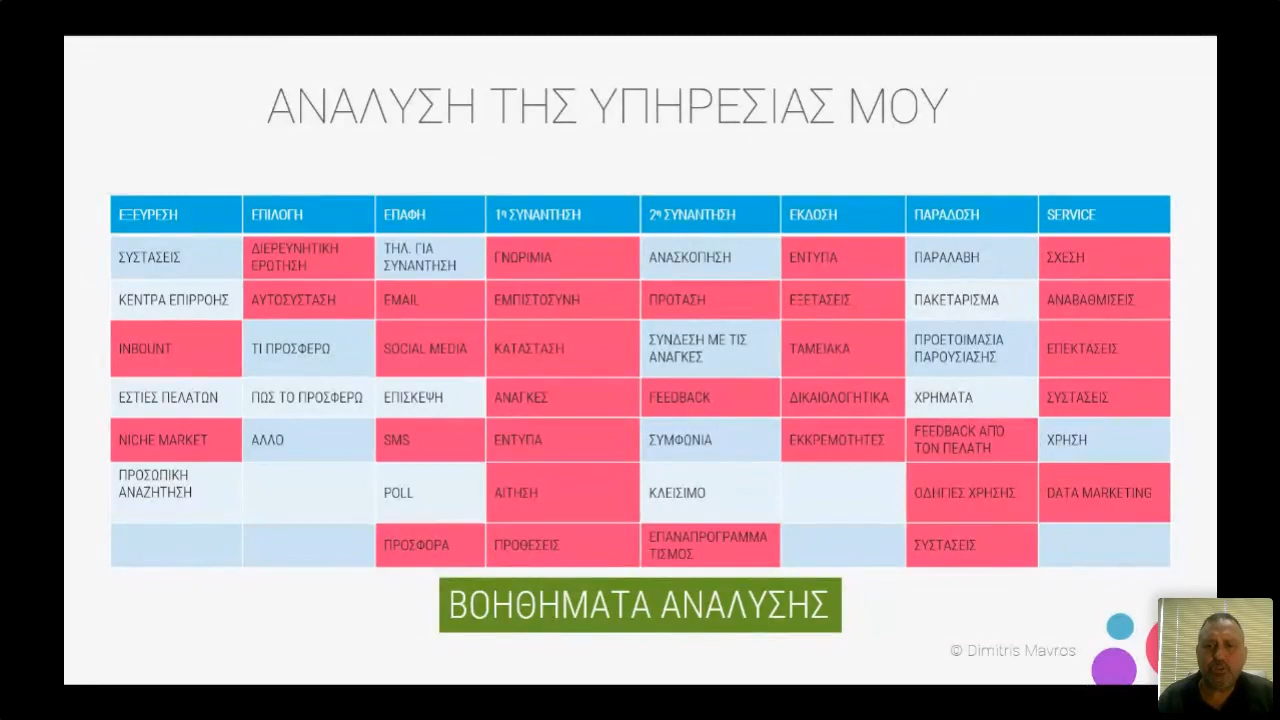 ΑΝΑΛΥΣΗ ΤΗΣ ΥΠΗΡΕΣΙΑΣ ΜΟΥ
ΕΞΕΥΡΕΣΗ ΕΠΙΛΟΓΗ ΕΠΑΦΗ 1η ΣΥΝΑΝΤΗΣΗ 2η ΣΥΝΑΝΤΗΣΗ ΕΚΔΟΣΗ ΠΑΡΑΔΟΣΗ SERVICE
ΣΥΣΤΑΣΕΙΣ ΔΙΕΡΕΥΝΗΤΙΚΗ ΕΡΩΤΗΣΗ ΤΗΛ. ΓΙΑ ΣΥΝΑΝΤΗΣΗ ΓΝΩΡΙΜΙΑ ΑΝΑΣΚΟΠΗΣΗ ΕΝΤΥΠΑ ΠΑΡΑΛΑΒΗ ΣΧΕΣΗ
ΚΕΝΤΡΑ ΕΠΙΡΡΟΗΣ ΑΥΤΟΣΥΣΤΑΣΗ EMAIL ΕΜΠΙΣΤΟΣΥΝΗ ΠΡΟΤΑΣΗ ΕΞΕΤΑΣΕΙΣ ΠΑΚΕΤΑΡΙΣΜΑ ΑΝΑΒΑΘΜΙΣΕΙΣ
INBOUNT ΤΙ ΠΡΟΣΦΕΡΩ SOCIAL MEDIA ΚΑΤΑΣΤΑΣΗ ΣΥΝΔΕΣΗ ΜΕ ΤΙΣ ΑΝΑΓΚΕΣ ΤΑΜΕΙΑΚΑ ΠΡΟΕΤΟΙΜΑΣΙΑ ΠΑΡΟΥΣΙΑΣΗΣ ΕΠΕΚΤΑΣΕΙΣ
ΕΣΤΙΕΣ ΠΕΛΑΤΩΝ ΠΩΣ ΤΟ ΠΡΟΣΦΕΡΩ ΕΠΙΣΚΕΨΗ ΑΝΑΓΚΕΣ FEEDBACK ΔΙΚΑΙΟΛΟΓΗΤΙΚΑ ΧΡΗΜΑΤΑ ΣΥΣΤΑΣΕΙΣ
NICHE MARKET ΑΛΛΟ SMS ΕΝΤΥΠΑ ΣΥΜΦΩΝΙΑ ΕΚΚΡΕΜΟΤΗΤΕΣ FEEDBACK ΑΠΌ ΤΟΝ ΠΕΛΑΤΗ ΧΡΗΣΗ
ΠΡΟΣΩΠΙΚΗ ΑΝΑΖΗΤΗΣΗ POLL ΑΙΤΗΣΗ ΚΛΕΙΣΙΜΟ ΟΔΗΓΙΕΣ ΧΡΗΣΗΣ DATA MARKETING
ΠΡΟΣΦΟΡΑ ΠΡΟΘΕΣΕΙΣ ΕΠΑΝΑΠΡΟΓΡΑΜΜΑ ΤΙΣΜΟΣ ΣΥΣΤΑΣΕΙΣ
ΒΟΗΘΗΜΑΤΑ ΑΝΑΛΥΣΗΣ
© Dimitris Mavros